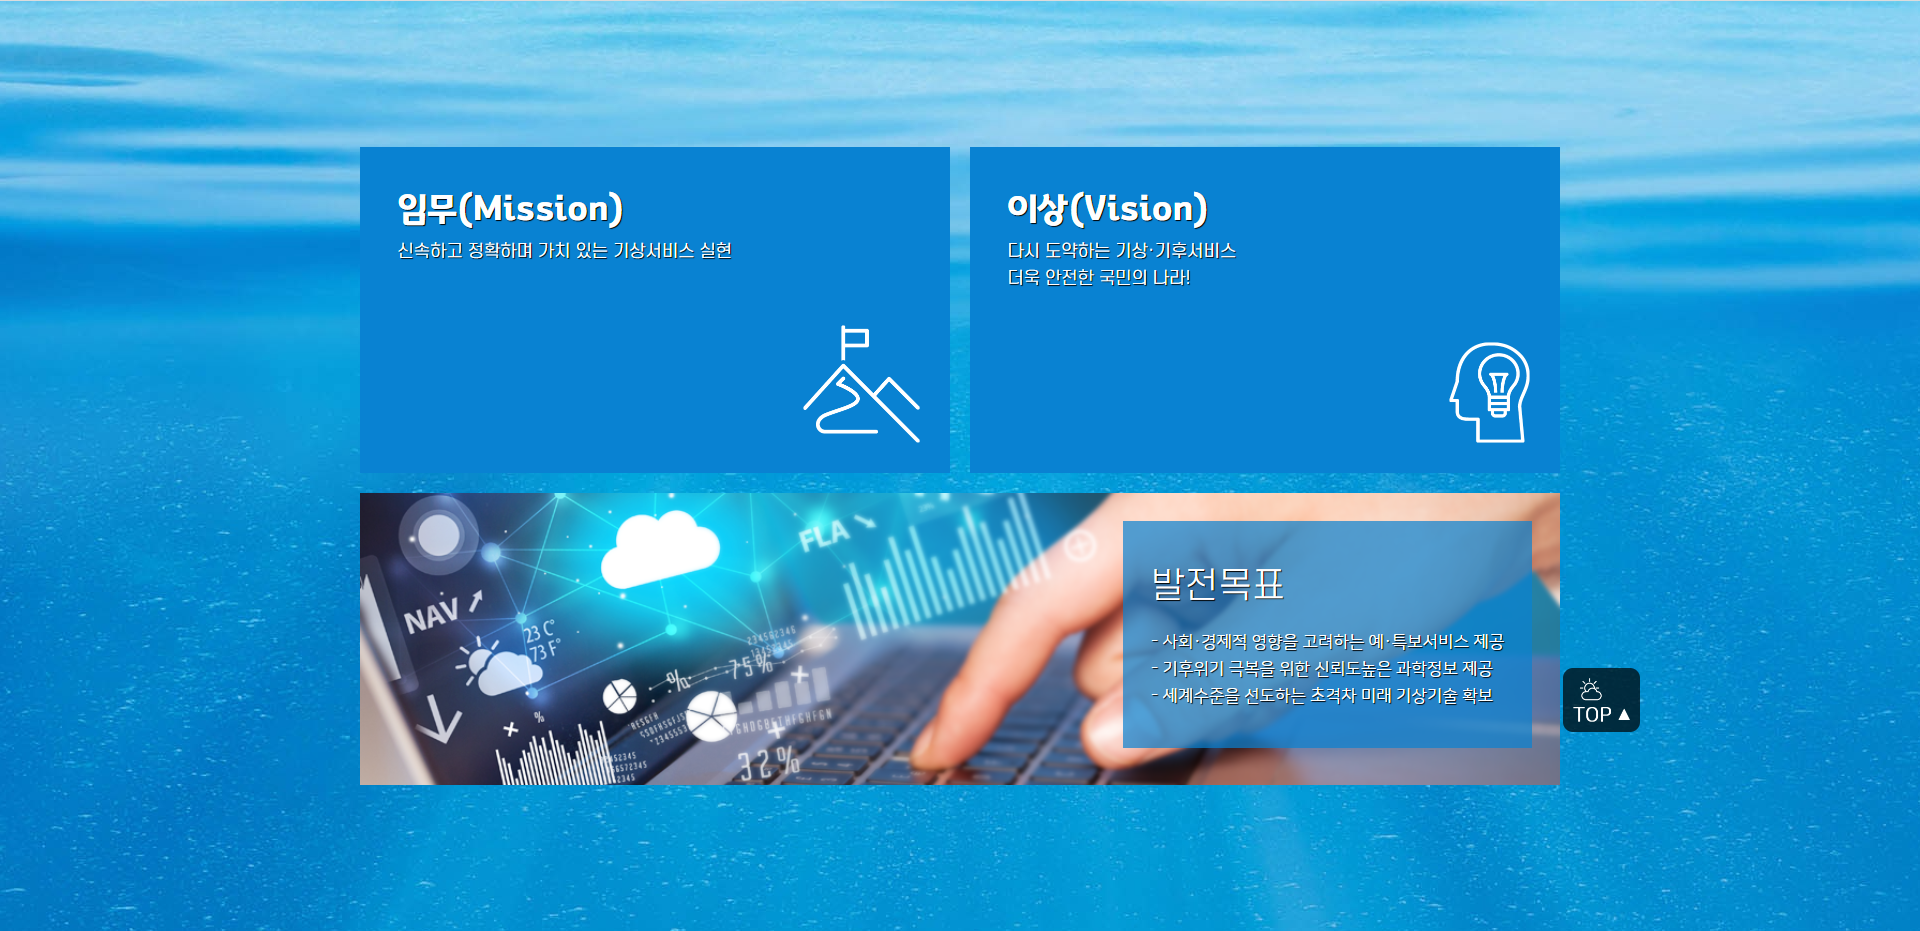 임무(Mission)
신속하고 정확하며 가치 있는 기상서비스 실현
이상(Vision)
다시 도약하는 기상·기후서비스
더욱 안전한 국민의 나라!
FLA
NAV
23 C°
73 F°
%
75%
%
32%
발전목표
- 사회·경제적 영향을 고려하는 예·특보서비스 제공
- 기후위기 극복을 위한 신뢰도높은 과학정보 제공
- 세계수준을 선도하는 초격차 미래 기상기술 확보
TOP ▲